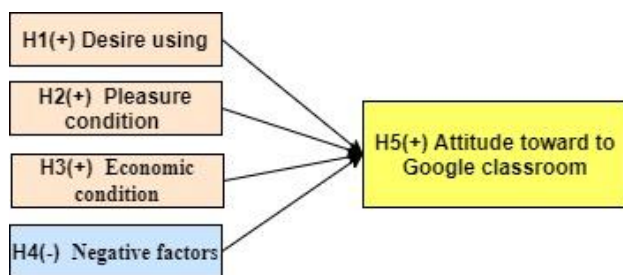 H1(+) Desire using
H2(+) Pleasure
condition
H3(+) Economic
condition
H4(-) Negative factors
H5(+) Attitude toward to
Google classroom